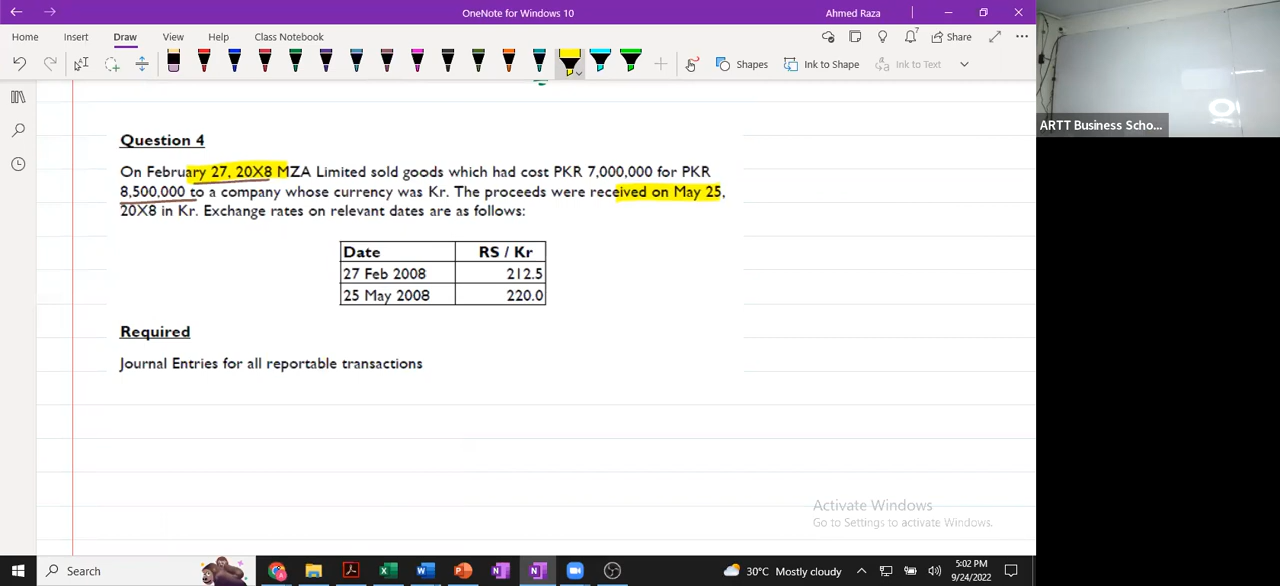 OneNote for Windows 10
Ahmed Raza
Home Insert Draw View Help Class Notebook
Share
Shapes Ink to Shape Ink to Text
ARTT Business Scho...
Question 4
On February 27, 20X8 MZA Limited sold goods which had cost PKR 7,000,000 for PKR
8,500,000 to a company whose currency was Kr. The proceeds were received on May 25,
20X8 in Kr. Exchange rates on relevant dates are as follows:
Date RS / Kr
27 Feb 2008 212.5
25 May 2008 220.0
Required
Journal Entries for all reportable transactions
Activate Windows
Go to Settings to activate Windows.
Search
30°C Mostly cloudy
5:02 PM
9/24/2022